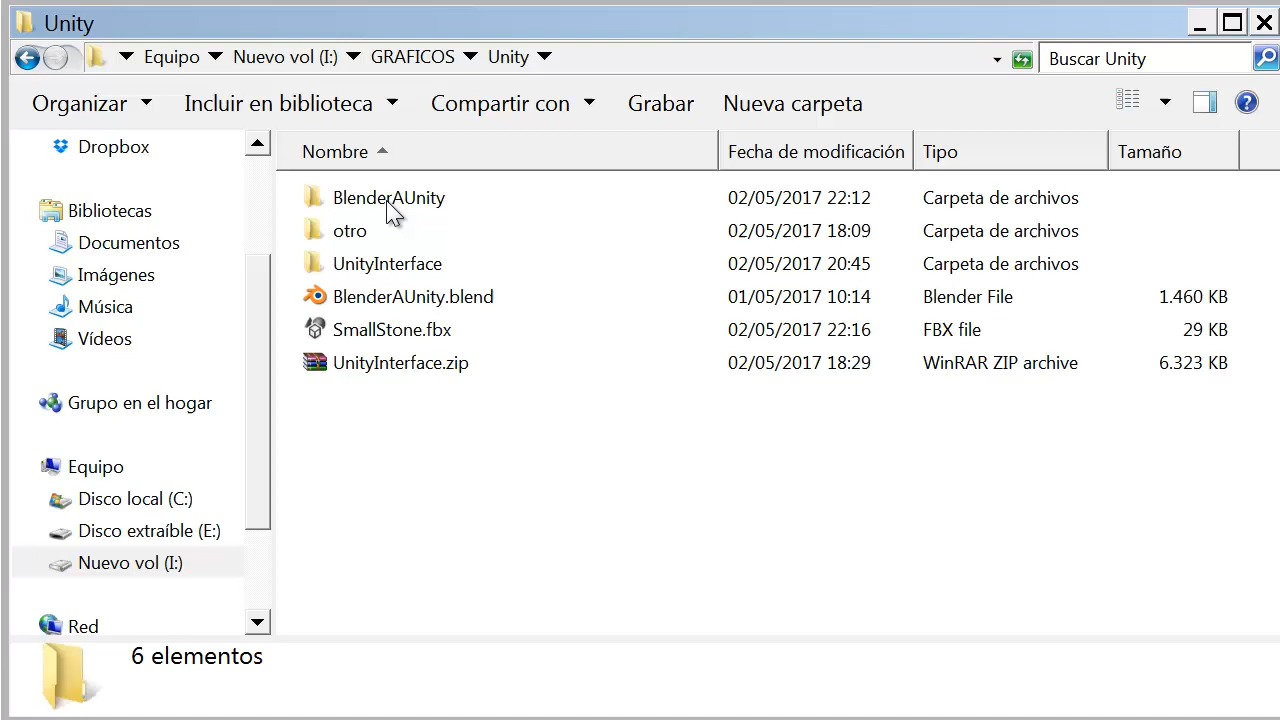 Unity
Equipo Nuevo vol (I:) GRAFICOS Unity Buscar Unity
Organizar Incluir en biblioteca Compartir con Grabar Nueva carpeta
Dropbox
Bibliotecas
Documentos
Imágenes
Música
Vídeos
Grupo en el hogar
Equipo
Disco local (C:)
Disco extraíble (E:)
Nuevo vol (I:)
Red
Nombre Fecha de modificación Tipo Tamaño
BlenderAUnity 02/05/2017 22:12 Carpeta de archivos
otro 02/05/2017 18:09 Carpeta de archivos
UnityInterface 02/05/2017 20:45 Carpeta de archivos
BlenderAUnity.blend 01/05/2017 10:14 Blender File 1.460 KB
SmallStone.fbx 02/05/2017 22:16 FBX file 29 KB
UnityInterface.zip 02/05/2017 18:29 WinRAR ZIP archive 6.323 KB
6 elementos